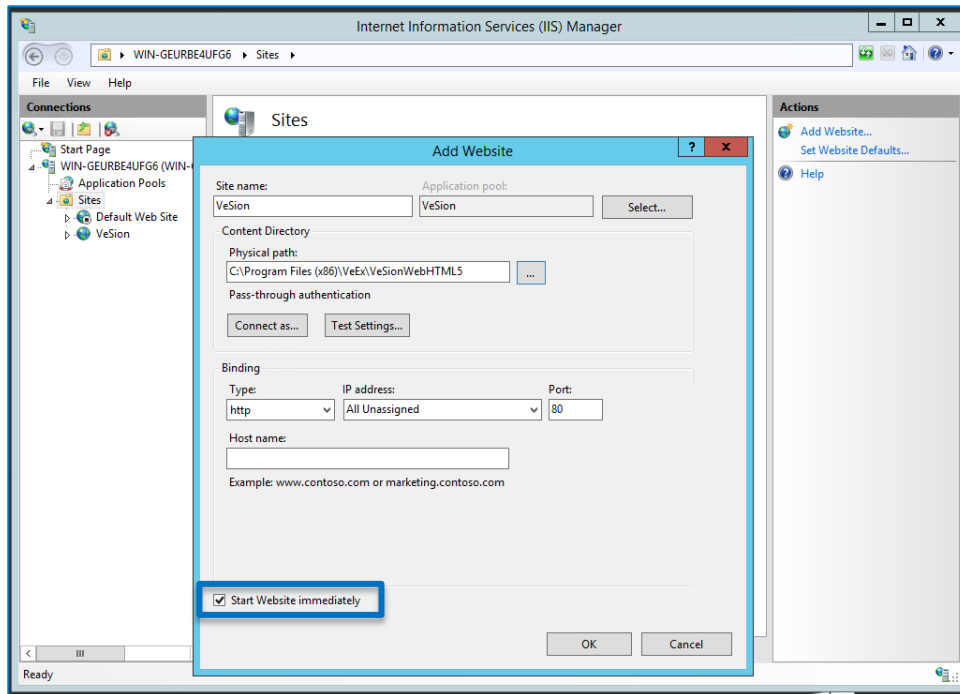 Internet Information Services (IIS) Manager
WIN-GEURBE4UFG6 Sites
File View Help
Connections
Start Page
WIN-GEURBE4UFG6 (WIN-
Application Pools
Sites
Default Web Site
VeSion
Sites
Add Website
Site name:
Application pool:
VeSion
VeSion
Select...
Content Directory
Physical path:
C:\Program Files (x86)\VeEx\VeSionWebHTML5
...
Pass-through authentication
Connect as...
Test Settings...
Binding
Type:
IP address:
Port:
http
All Unassigned
80
Host name:
Example: www.contoso.com or marketing.contoso.com
Start Website immediately
OK
Cancel
Actions
Add Website...
Set Website Defaults...
Help
Ready